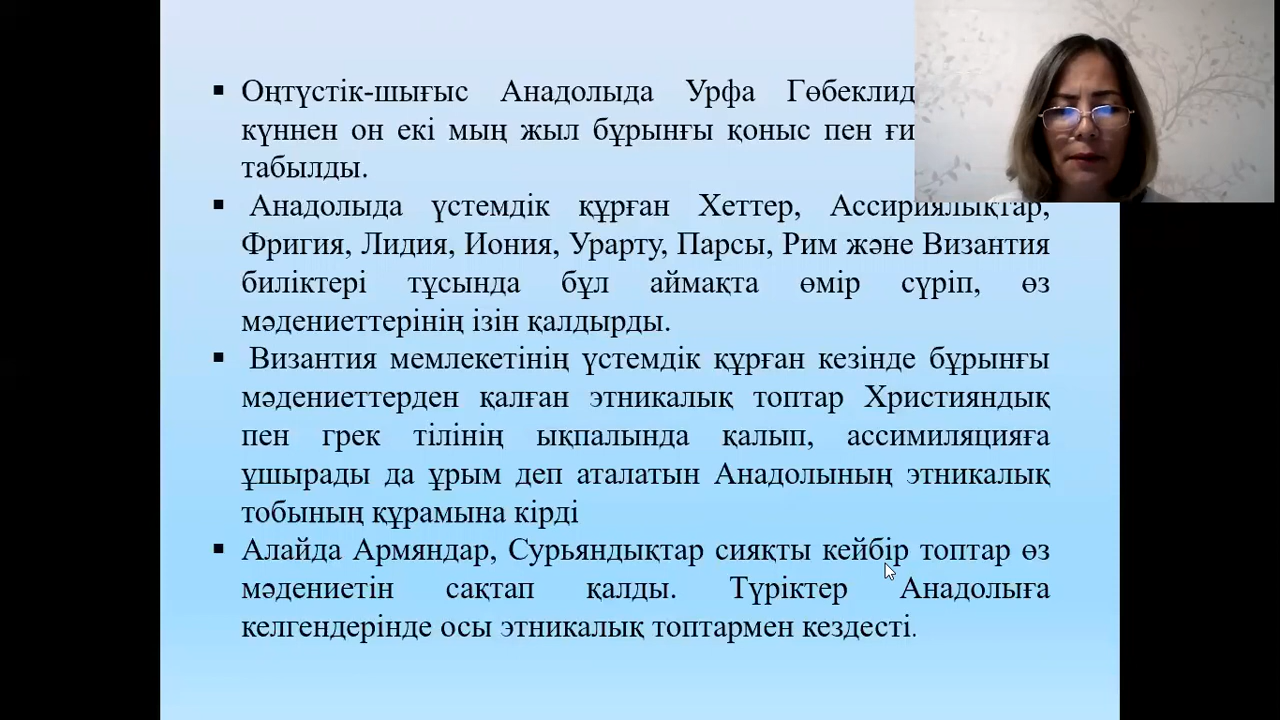 Оңтүстік-шығыс Анадолыда Урфа
күннен он екі мың жыл бұрынғы қоныс пен
табылды.
Анадолыда үстемдік құрған Хеттер, Ассириялықтар,
Фригия, Лидия, Иония, Урарту, Парсы, Рим және Византия
биліктері тұсында бұл аймақта өмір сүріп, өз
мәдениеттерінің ізін қалдырды.
Византия мемлекетінің үстемдік құрған кезінде бұрынғы
мәдениеттерден қалған этникалық топтар Християндық
пен грек тілінің ықпалында қалып, ассимиляцияға
ұшырады да ұрым деп аталатын Анадолының этникалық
тобының құрамына кірді
Алайда Армяндар, Сурьяндықтар сияқты кейбір топтар өз
мәдениетін сақтап қалды. Түріктер Анадолыға
келгендерінде осы этникалық топтармен кездесті.